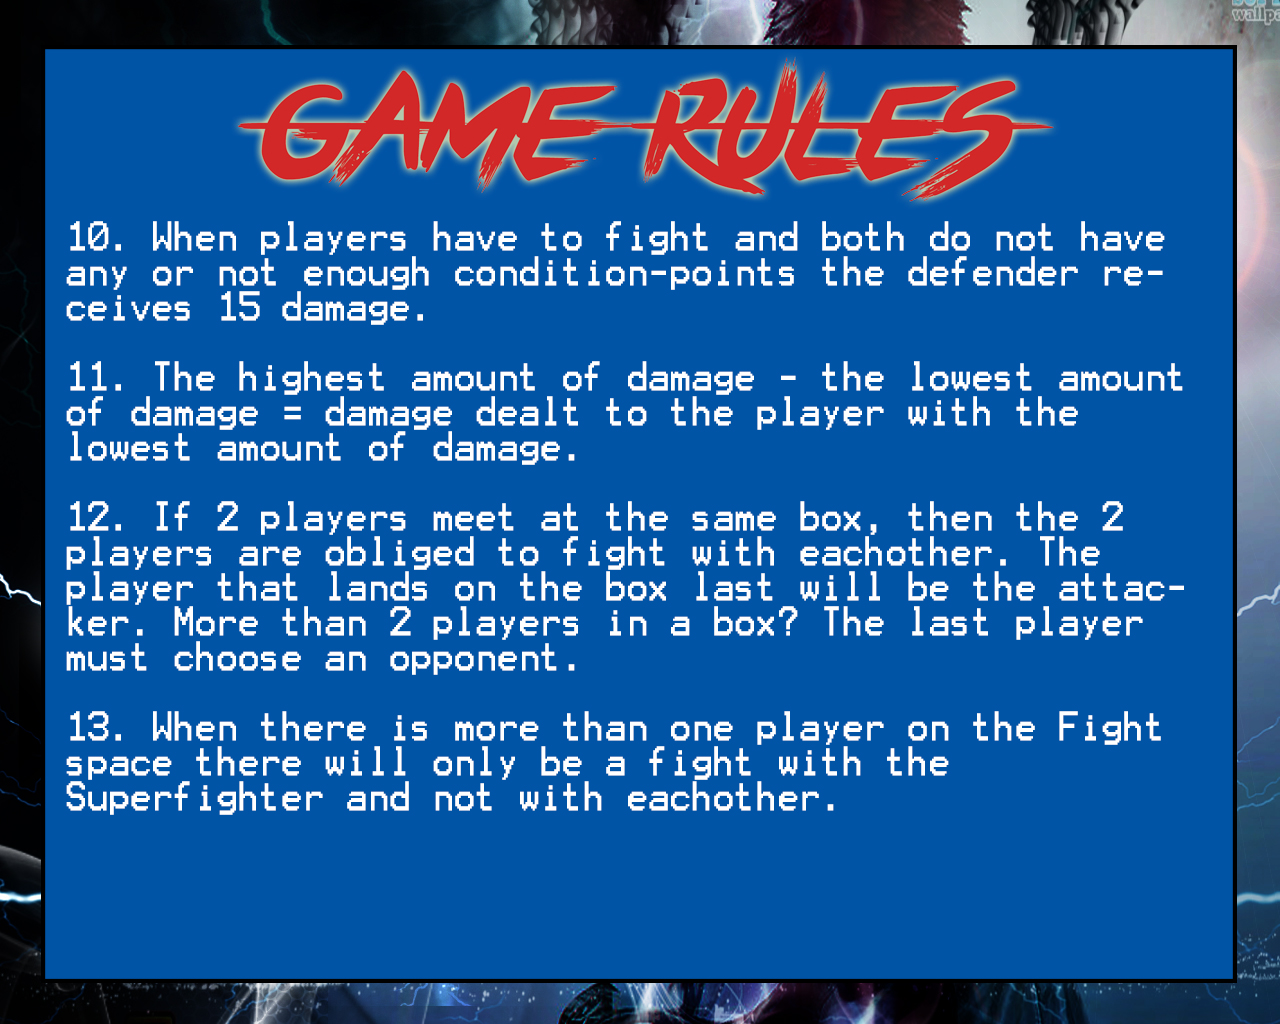 wallpa
GAME RULES
10. When players have to fight and both do not have
any or not enough condition-points the defender re-
ceives 15 damage.
11. The highest amount of damage - the lowest amount
of damage = damage dealt to the player with the
lowest amount of damage.
12. If 2 players meet at the same box, then the 2
players are obliged to fight with eachother. The
player that lands on the box last will be the attac-
ker. More than 2 players in a box? The last player
must choose an opponent.
13. When there is more than one player on the Fight
space there will only be a fight with the
Superfighter and not with eachother.